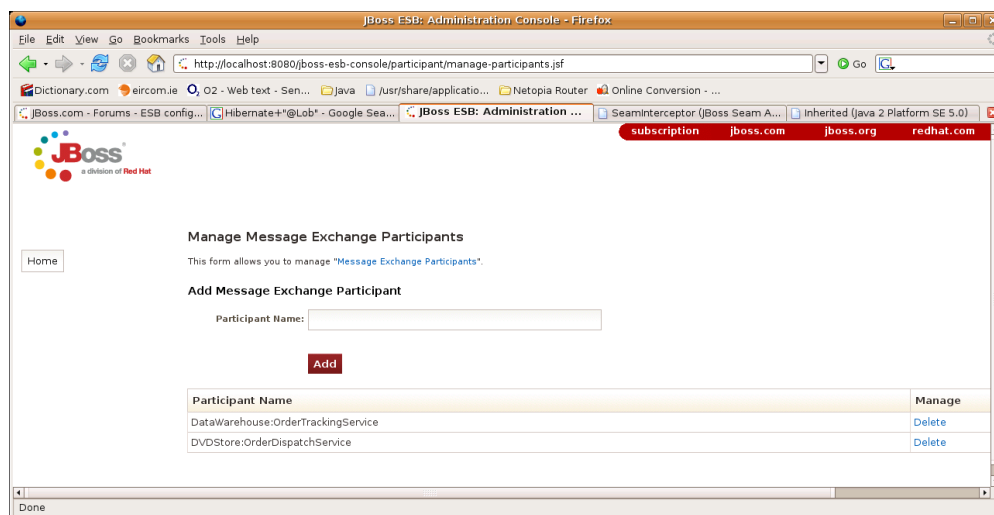 JBoss ESB: Administration Console - Firefox
File Edit View Go Bookmarks Tools Help
http://localhost:8080/jboss-esb-console/participant/manage-participants.jsf Go G
Dictionary.com eircom.ie O2 - Web text - Sen... Java /usr/share/applicatio... Netopia Router Online Conversion - ...
JBoss.com - Forums - ESB config... Hibernate+"@Lob" - Google Sea... JBoss ESB: Administration ... SeamInterceptor (JBoss Seam A... Inherited (Java 2 Platform SE 5.0)
subscription jboss.com jboss.org redhat.com
JBoss
a division of Red Hat
Manage Message Exchange Participants
Home
This form allows you to manage "Message Exchange Participants".
Add Message Exchange Participant
Participant Name:
Add
Participant Name Manage
DataWarehouse:OrderTrackingService Delete
DVDStore:OrderDispatchService Delete
Done